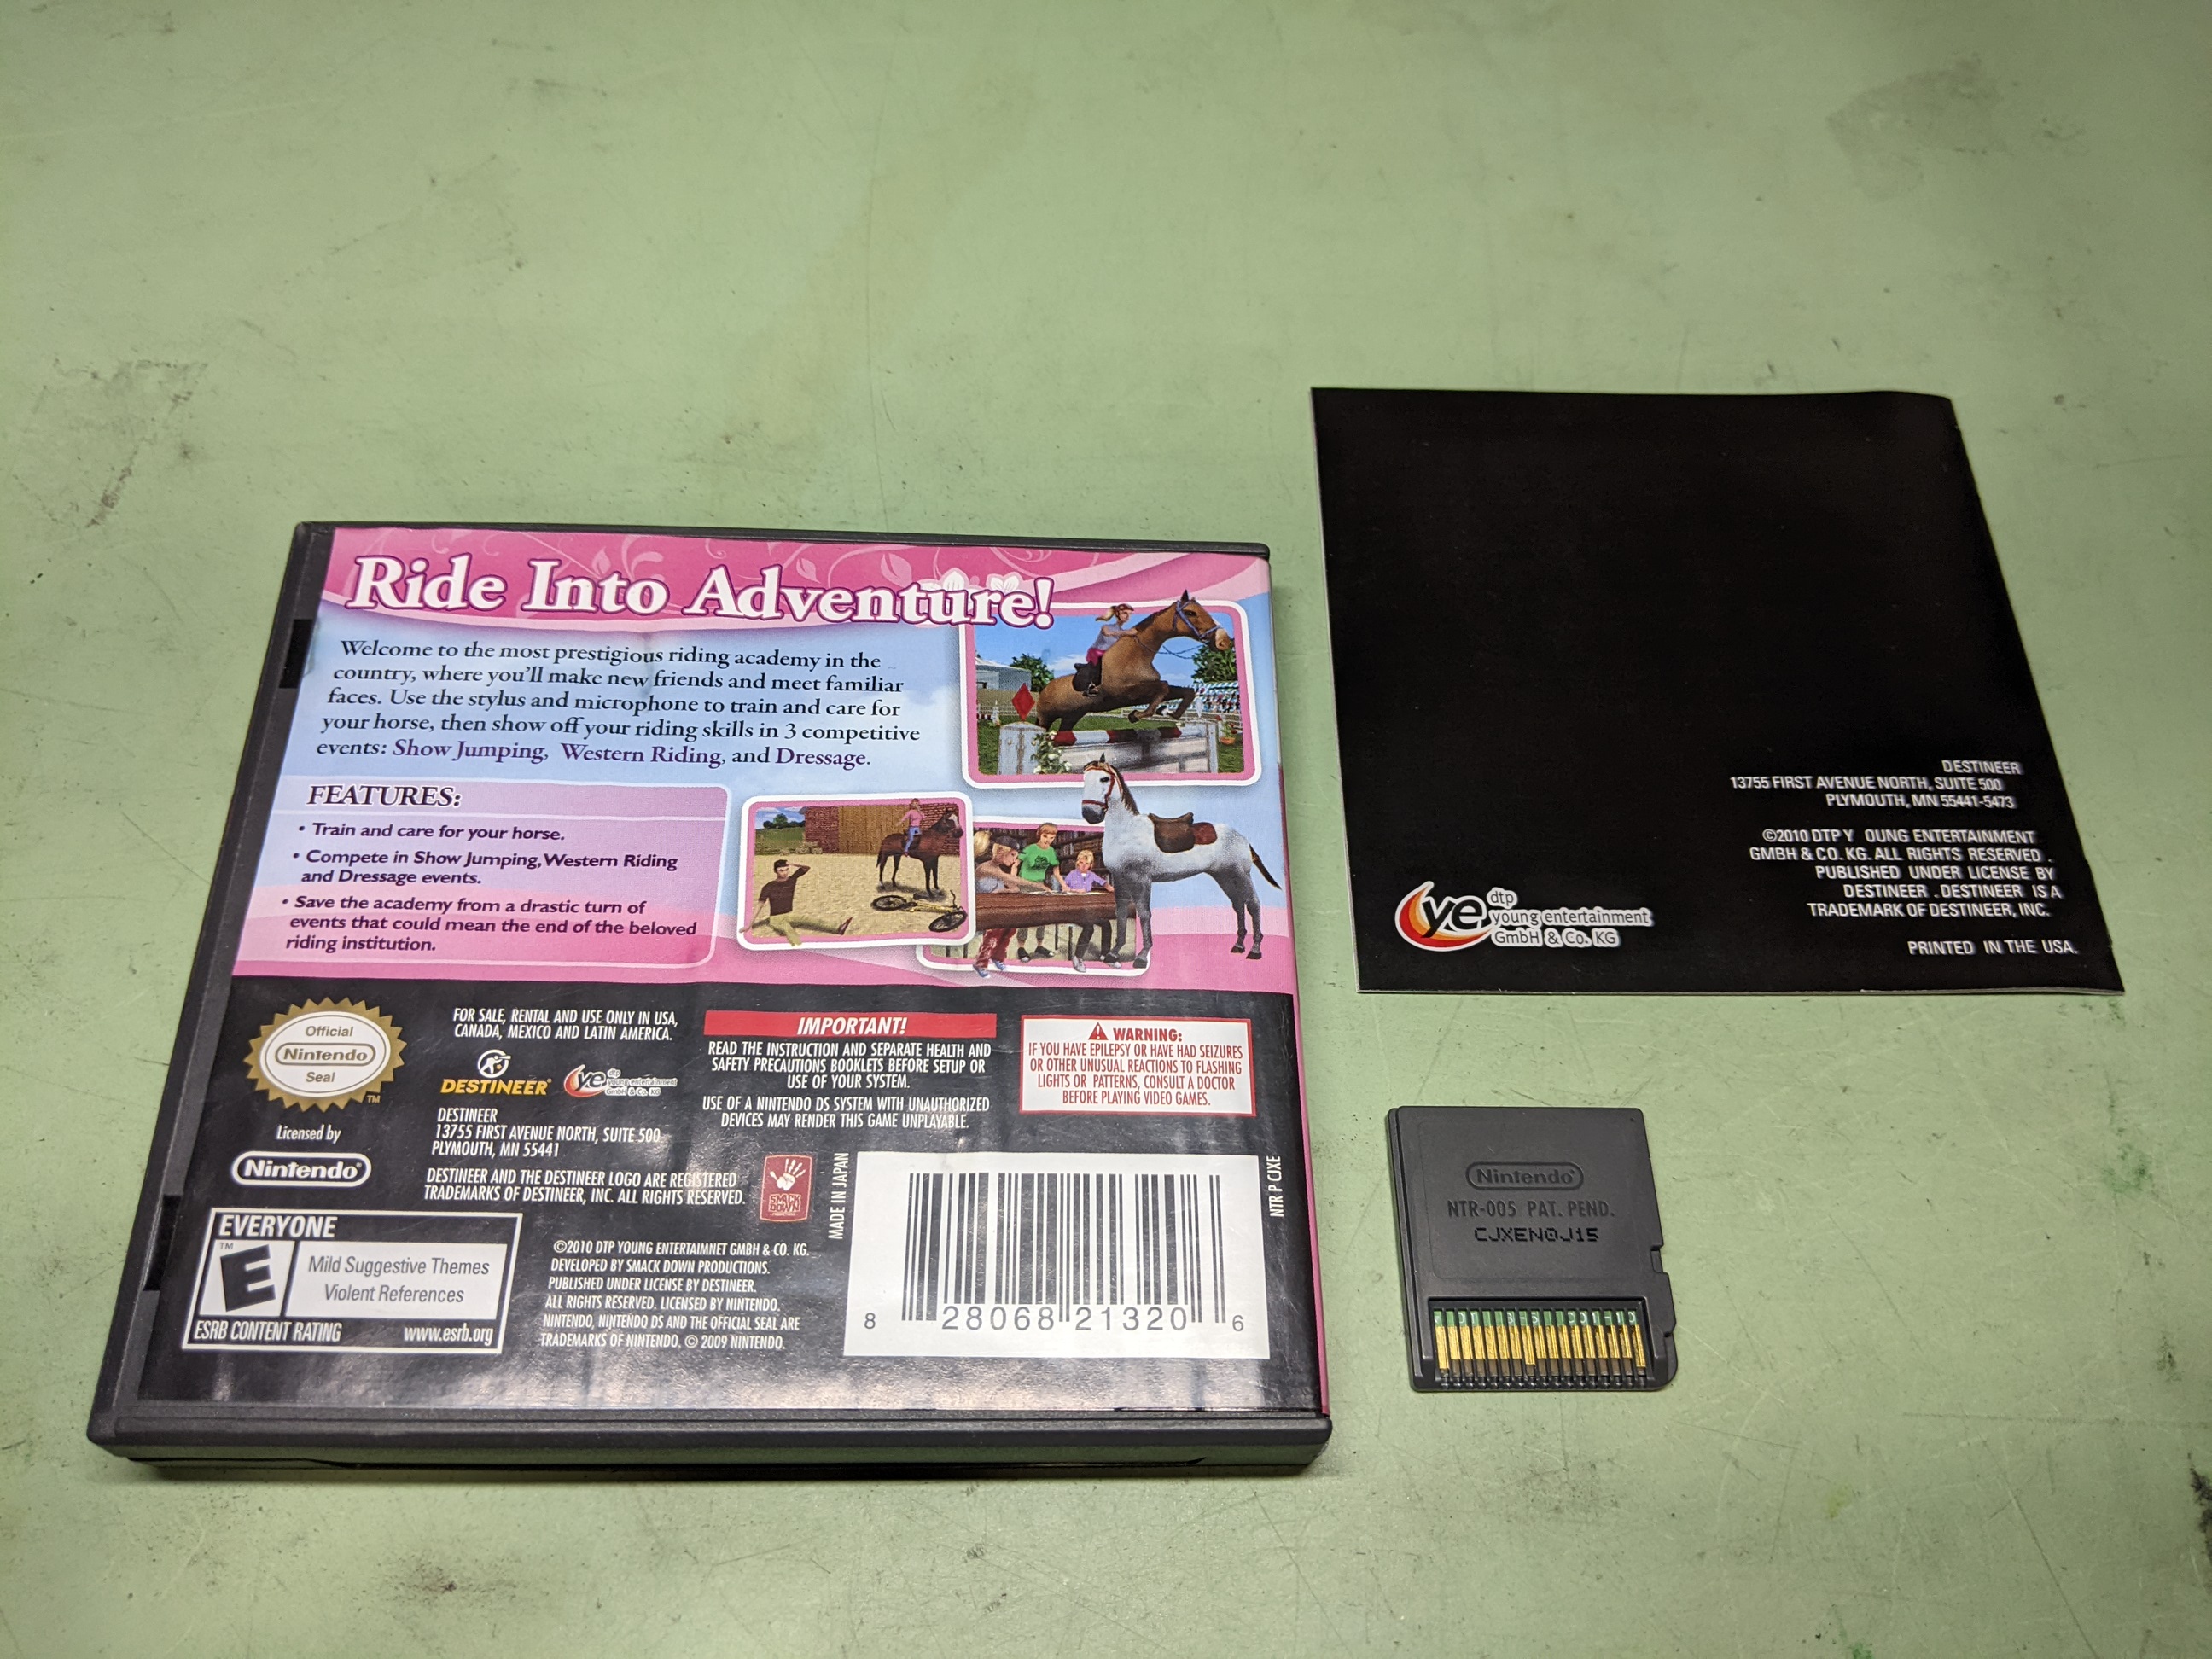 Ride Into Adventure!
Welcome to the most prestigious riding academy in the
country, where you'll make new friends and meet familiar
faces. Use the stylus and microphone to train and care for
your horse, then show off your riding skills in 3 competitive
events: Show Jumping, Western Riding, and Dressage.
FEATURES:
• Train and care for your horse.
• Compete in Show Jumping, Western Riding
and Dressage events.
• Save the academy from a drastic turn of
events that could mean the end of the beloved
riding institution.
Official
Nintendo
Seal
TM
Licensed by
Nintendo®
FOR SALE, RENTAL AND USE ONLY IN USA,
CANADA, MEXICO AND LATIN AMERICA.
DESTINEER®
ye dtp
young entertainment
GmbH & Co. KG
DESTINEER
13755 FIRST AVENUE NORTH, SUITE 500
PLYMOUTH, MN 55441
DESTINEER AND THE DESTINEER LOGO ARE REGISTERED
TRADEMARKS OF DESTINEER, INC. ALL RIGHTS RESERVED.
SMACK
DOWN
IMPORTANT!
READ THE INSTRUCTION AND SEPARATE HEALTH AND
SAFETY PRECAUTIONS BOOKLETS BEFORE SETUP OR
USE OF YOUR SYSTEM.
USE OF A NINTENDO DS SYSTEM WITH UNAUTHORIZED
DEVICES MAY RENDER THIS GAME UNPLAYABLE.
WARNING:
IF YOU HAVE EPILEPSY OR HAVE HAD SEIZURES
OR OTHER UNUSUAL REACTIONS TO FLASHING
LIGHTS OR PATTERNS, CONSULT A DOCTOR
BEFORE PLAYING VIDEO GAMES.
EVERYONE
TM
E
Mild Suggestive Themes
Violent References
ESRB CONTENT RATING www.esrb.org
©2010 DTP YOUNG ENTERTAIMNET GMBH & CO. KG.
DEVELOPED BY SMACK DOWN PRODUCTIONS.
PUBLISHED UNDER LICENSE BY DESTINEER.
ALL RIGHTS RESERVED. LICENSED BY NINTENDO.
NINTENDO, NINTENDO DS AND THE OFFICIAL SEAL ARE
TRADEMARKS OF NINTENDO. © 2009 NINTENDO.
MADE IN JAPAN
8 28068 21320 6
NTR P CJXE
DESTINEER
13755 FIRST AVENUE NORTH, SUITE 500
PLYMOUTH, MN 55441-5473
©2010 DTP Y OUNG ENTERTAINMENT
GMBH & CO. KG. ALL RIGHTS RESERVED .
PUBLISHED UNDER LICENSE BY
DESTINEER . DESTINEER IS A
TRADEMARK OF DESTINEER, INC.
PRINTED IN THE USA.
ye dtp
young entertainment
GmbH & Co. KG
Nintendo®
NTR-005 PAT. PEND.
CJXEN0J15